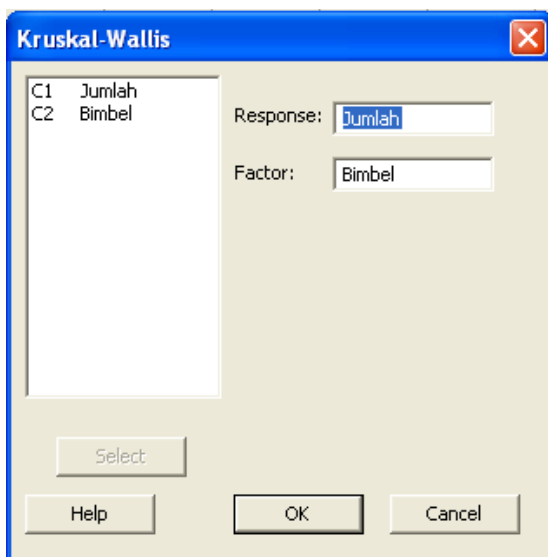 Kruskal-Wallis
C1 Jumlah
C2 Bimbel
Response: Jumlah
Factor: Bimbel
Select
Help OK Cancel